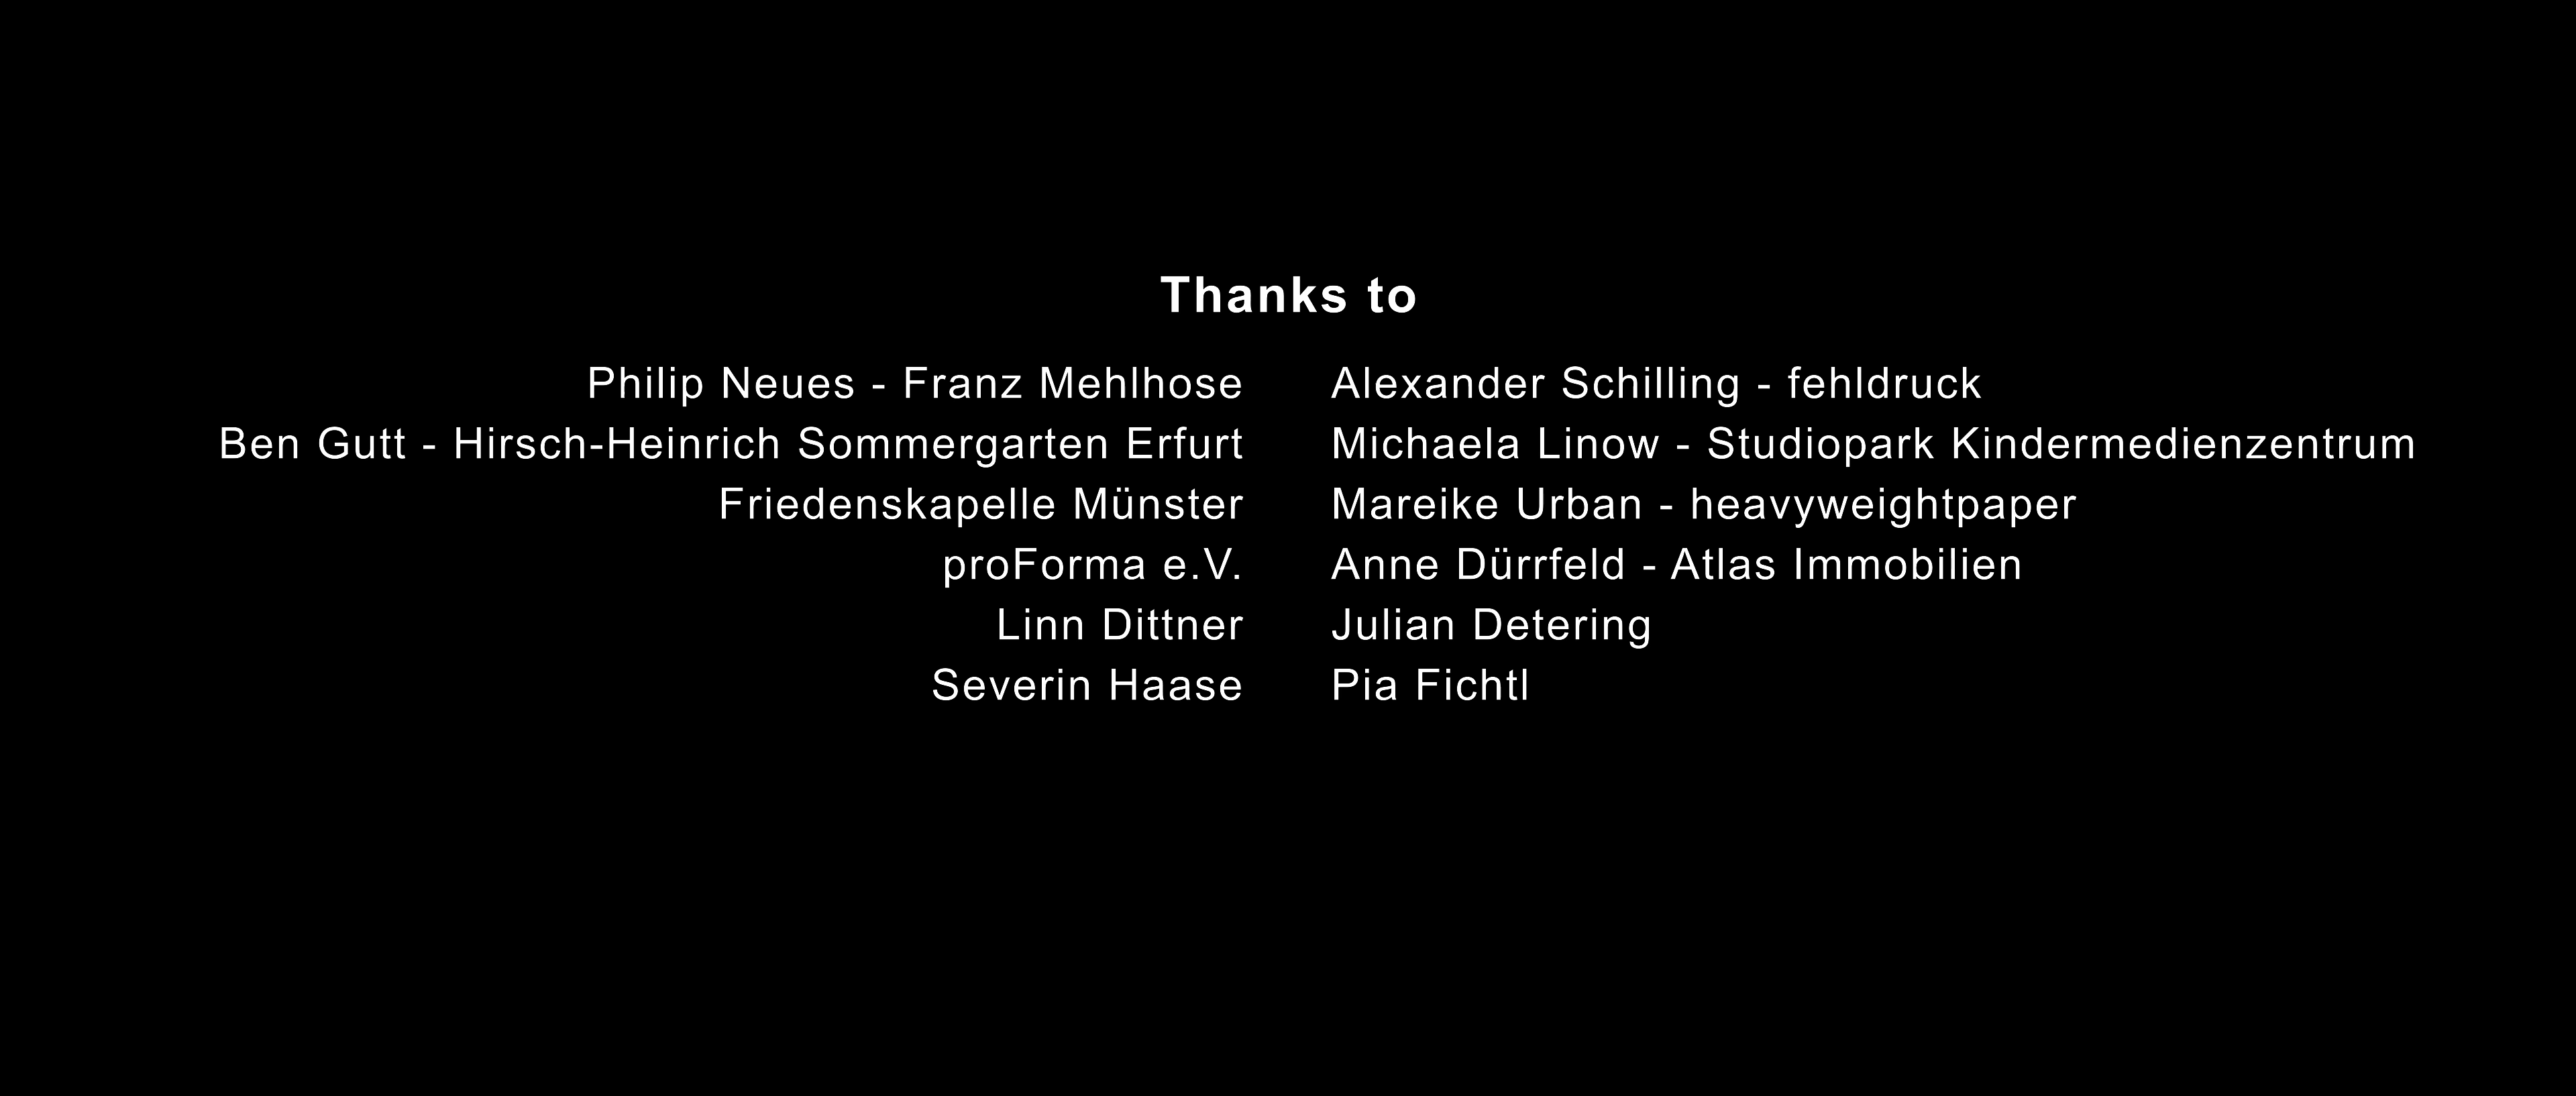 Thanks to
Philip Neues - Franz Mehlhose
Ben Gutt - Hirsch-Heinrich Sommergarten Erfurt
Friedenskapelle Münster
proForma e.V.
Linn Dittner
Severin Haase
Alexander Schilling - fehldruck
Michaela Linow - Studiopark Kindermedienzentrum
Mareike Urban - heavyweightpaper
Anne Dürrfeld - Atlas Immobilien
Julian Detering
Pia Fichtl